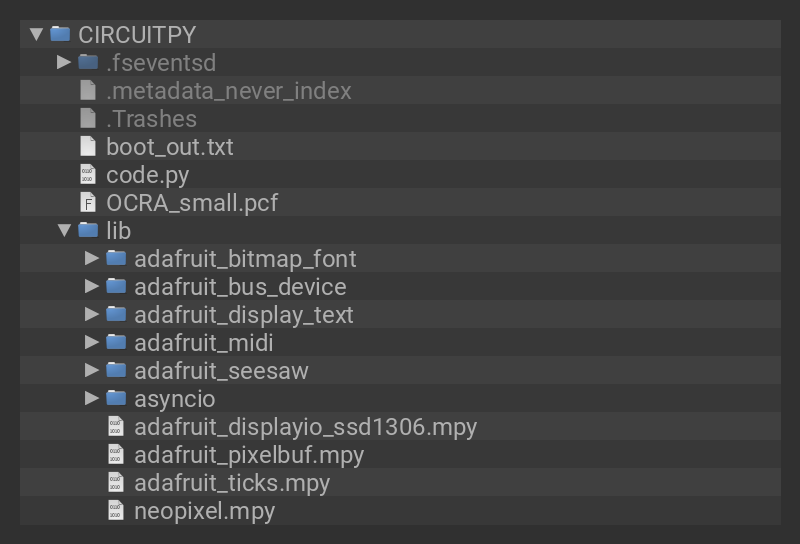 CIRCUITPY
.fseventsd
.metadata_never_index
.Trashes
boot_out.txt
code.py
OCRA_small.pcf
lib
adafruit_bitmap_font
adafruit_bus_device
adafruit_display_text
adafruit_midi
adafruit_seesaw
asyncio
adafruit_displayio_ssd1306.mpy
adafruit_pixelbuf.mpy
adafruit_ticks.mpy
neopixel.mpy